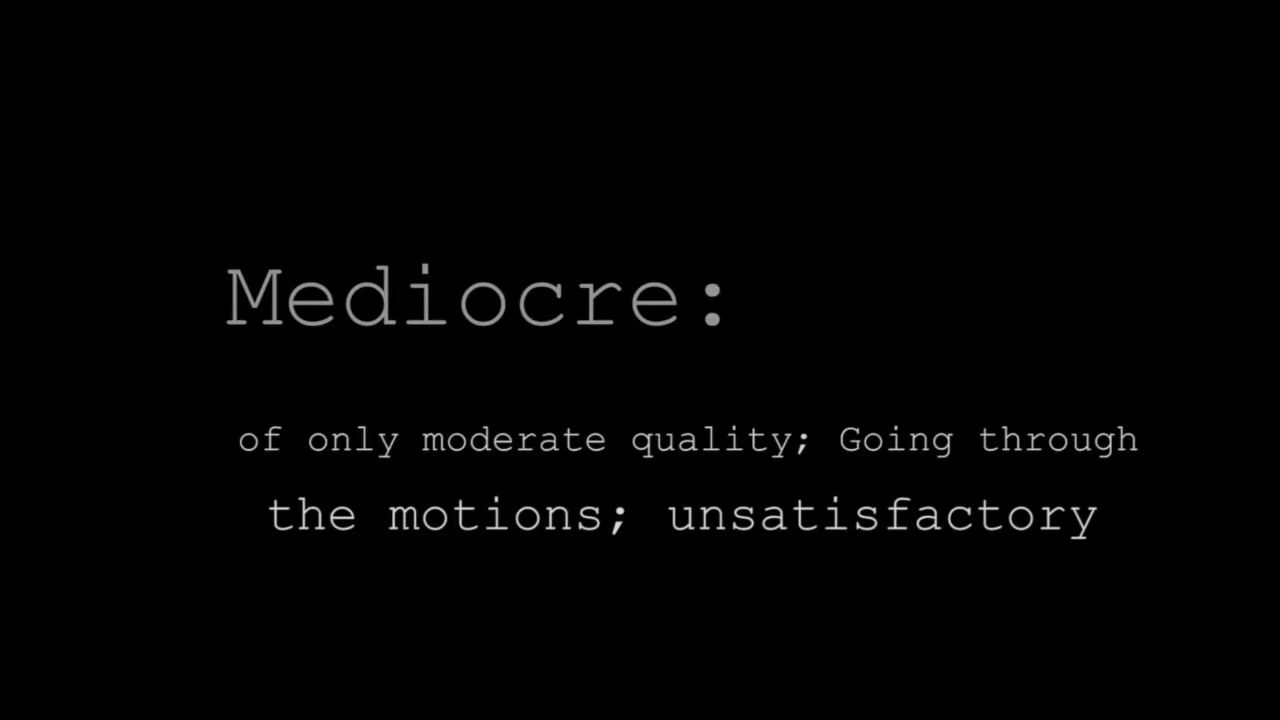 Mediocre:
of only moderate quality; Going through
the motions; unsatisfactory